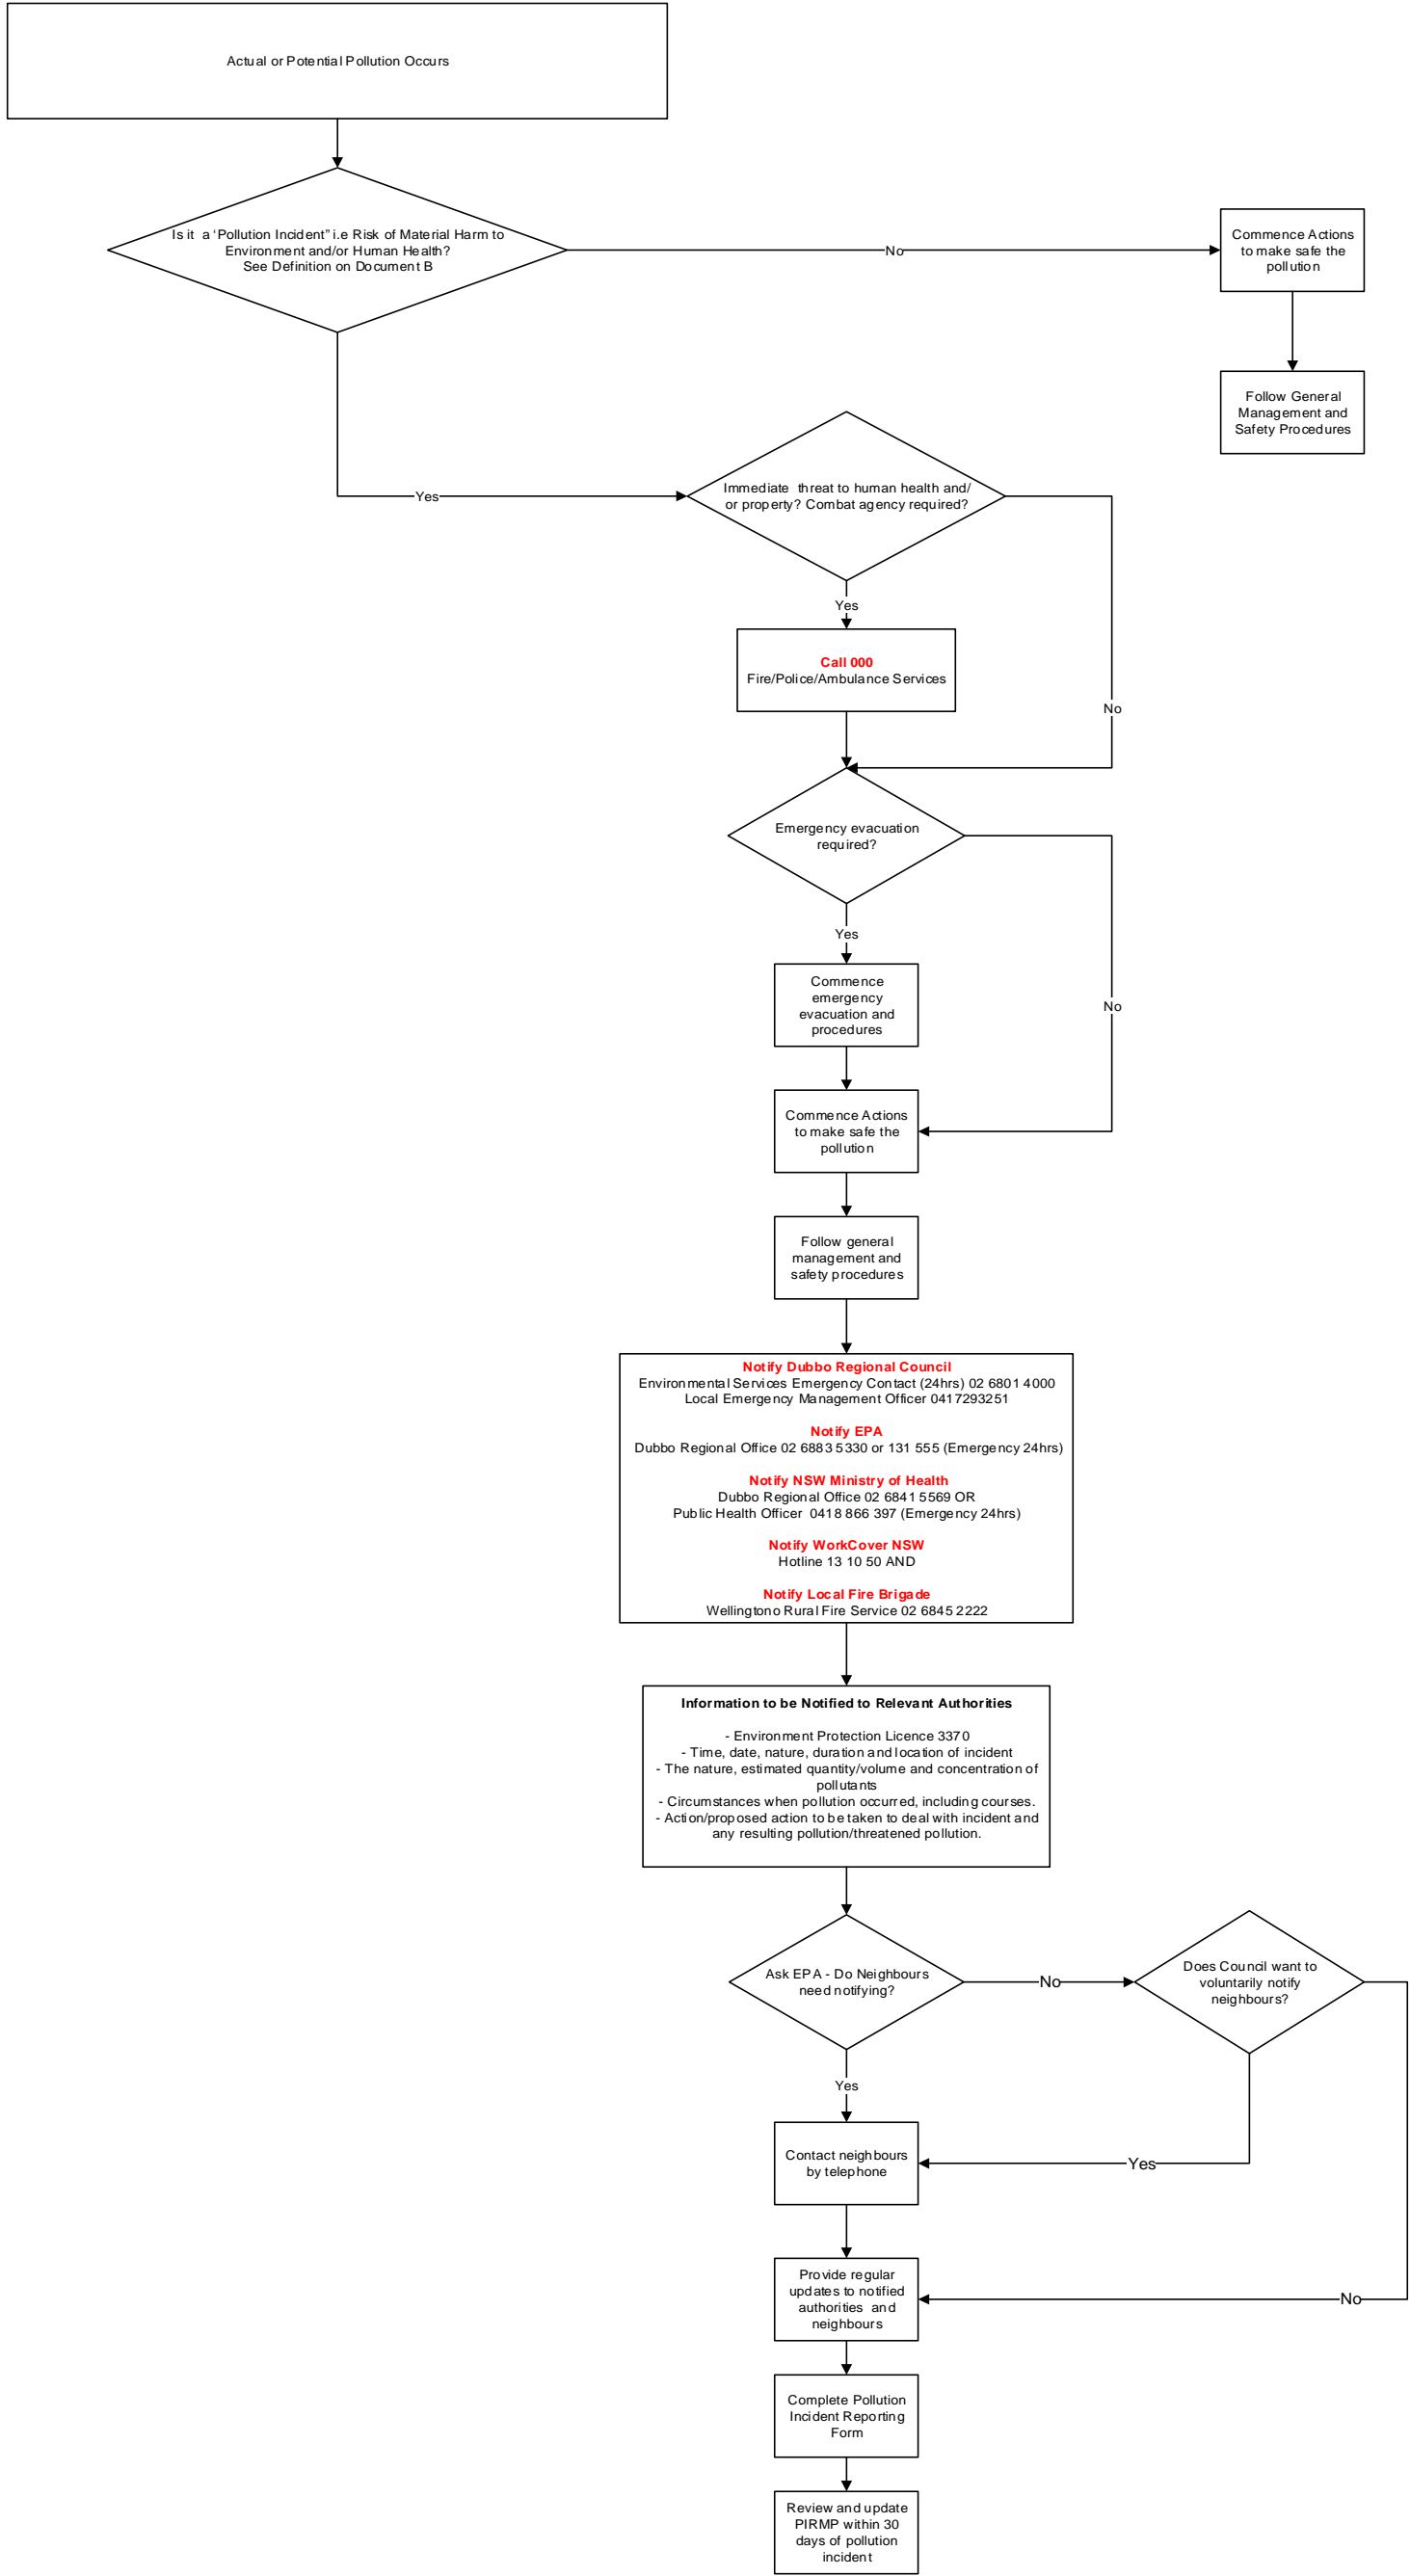 Actual or Potential Pollution Occurs
Is it a 'Pollution Incident" i.e Risk of Material Harm to
Environment and/or Human Health?
See Definition on Document B
No
Commence Actions
to make safe the
pollution
Follow General
Management and
Safety Procedures
Yes
Immediate threat to human health and/
or property? Combat agency required?
Yes
Call 000
Fire/Police/Ambulance Services
No
Emergency evacuation
required?
Yes
Commence
emergency
evacuation and
procedures
No
Commence Actions
to make safe the
pollution
Follow general
management and
safety procedures
Notify Dubbo Regional Council
Environmental Services Emergency Contact (24hrs) 02 6801 4000
Local Emergency Management Officer 0417293251
Notify EPA
Dubbo Regional Office 02 6883 5330 or 131 555 (Emergency 24hrs)
Notify NSW Ministry of Health
Dubbo Regional Office 02 6841 5569 OR
Public Health Officer 0418 866 397 (Emergency 24hrs)
Notify WorkCover NSW
Hotline 13 10 50 AND
Notify Local Fire Brigade
Wellingtono Rural Fire Service 02 6845 2222
Information to be Notified to Relevant Authorities
- Environment Protection Licence 3370
- Time, date, nature, duration and location of incident
- The nature, estimated quantity/volume and concentration of
pollutants
- Circumstances when pollution occurred, including courses.
- Action/proposed action to be taken to deal with incident and
any resulting pollution/threatened pollution.
Ask EPA - Do Neighbours
need notifying?
No
Does Council want to
voluntarily notify
neighbours?
Yes
Contact neighbours
by telephone
Yes
Provide regular
updates to notified
authorities and
neighbours
No
Complete Pollution
Incident Reporting
Form
Review and update
PIRMP within 30
days of pollution
incident